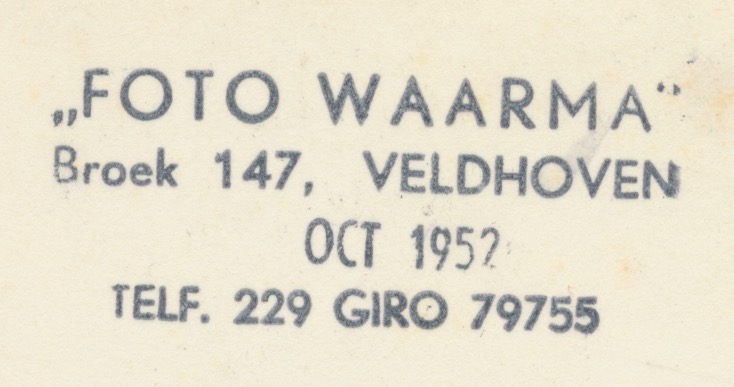 „FOTO WAARMA"
Broek 147, VELDHOVEN
OCT 1952
TELF. 229 GIRO 79755